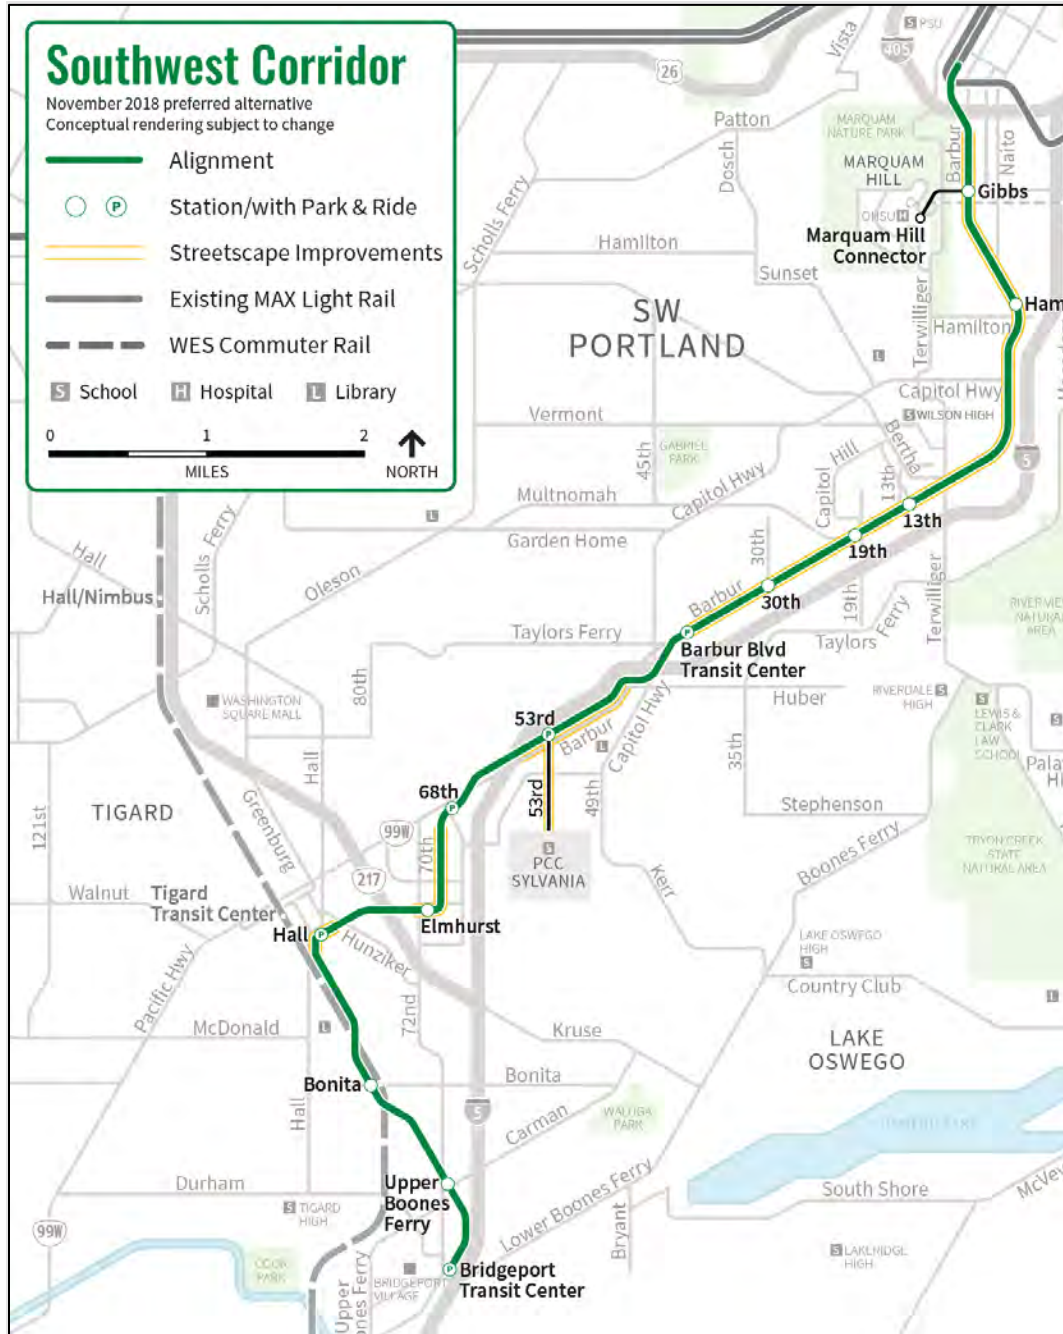 Southwest Corridor
November 2018 preferred alternative
Conceptual rendering subject to change
Alignment
P
Station/with Park & Ride
Streetscape Improvements
Existing MAX Light Rail
WES Commuter Rail
S School
H Hospital
L Library
0 1 2
MILES
NORTH
26
405
S PSU
Vista
Patton
Dosch
MARQUAM
NATURE PARK
MARQUAM
HILL
Barbur
Naito
Gibbs
OHSU H
Marquam Hill
Connector
Scholls Ferry
Hamilton
Sunset
SW
PORTLAND
Terwilliger
Ham
Hamilton
L
Capitol Hwy
S WILSON HIGH
Vermont
45th
GABRIEL
PARK
Bertha
5
Capitol Hill
13th
Multnomah
Capitol Hwy
L
13th
Garden Home
19th
30th
Hall
Scholls Ferry
Oleson
Hall/Nimbus
Barbur
30th
19th
Terwilliger
RIVER VIEW
NATURAL
AREA
Taylors Ferry
Taylors Ferry
Barbur Blvd
Transit Center
80th
Huber
RIVERDALE S
HIGH
S
LEWIS &
CLARK
LAW
SCHOOL
S
WASHINGTON
SQUARE MALL
53rd
P
Barbur
L
Capitol Hwy
35th
Hall
68th
P
53rd
49th
Stephenson
TIGARD
121st
Greenburg
99W
70th
217
S
PCC
SYLVANIA
Boones Ferry
TRYON CREEK
STATE
NATURAL AREA
Walnut
Tigard
Transit Center
Kerr
Elmhurst
Hall
P
Hunziker
LAKE OSWEGO
HIGH
S
Pacific Hwy
72nd
Country Club
L
McDonald
L
Kruse
LAKE
OSWEGO
Bonita
Bonita
Hall
5
Carman
WALUGA
PARK
Durham
Upper
Boones
Ferry
South Shore
McVey
S TIGARD
HIGH
Lower Boones Ferry
Bryant
99W
COOK
PARK
S LAKERIDGE
HIGH
BRIDGEPORT
VILLAGE
P
Bridgeport
Transit Center
Upper